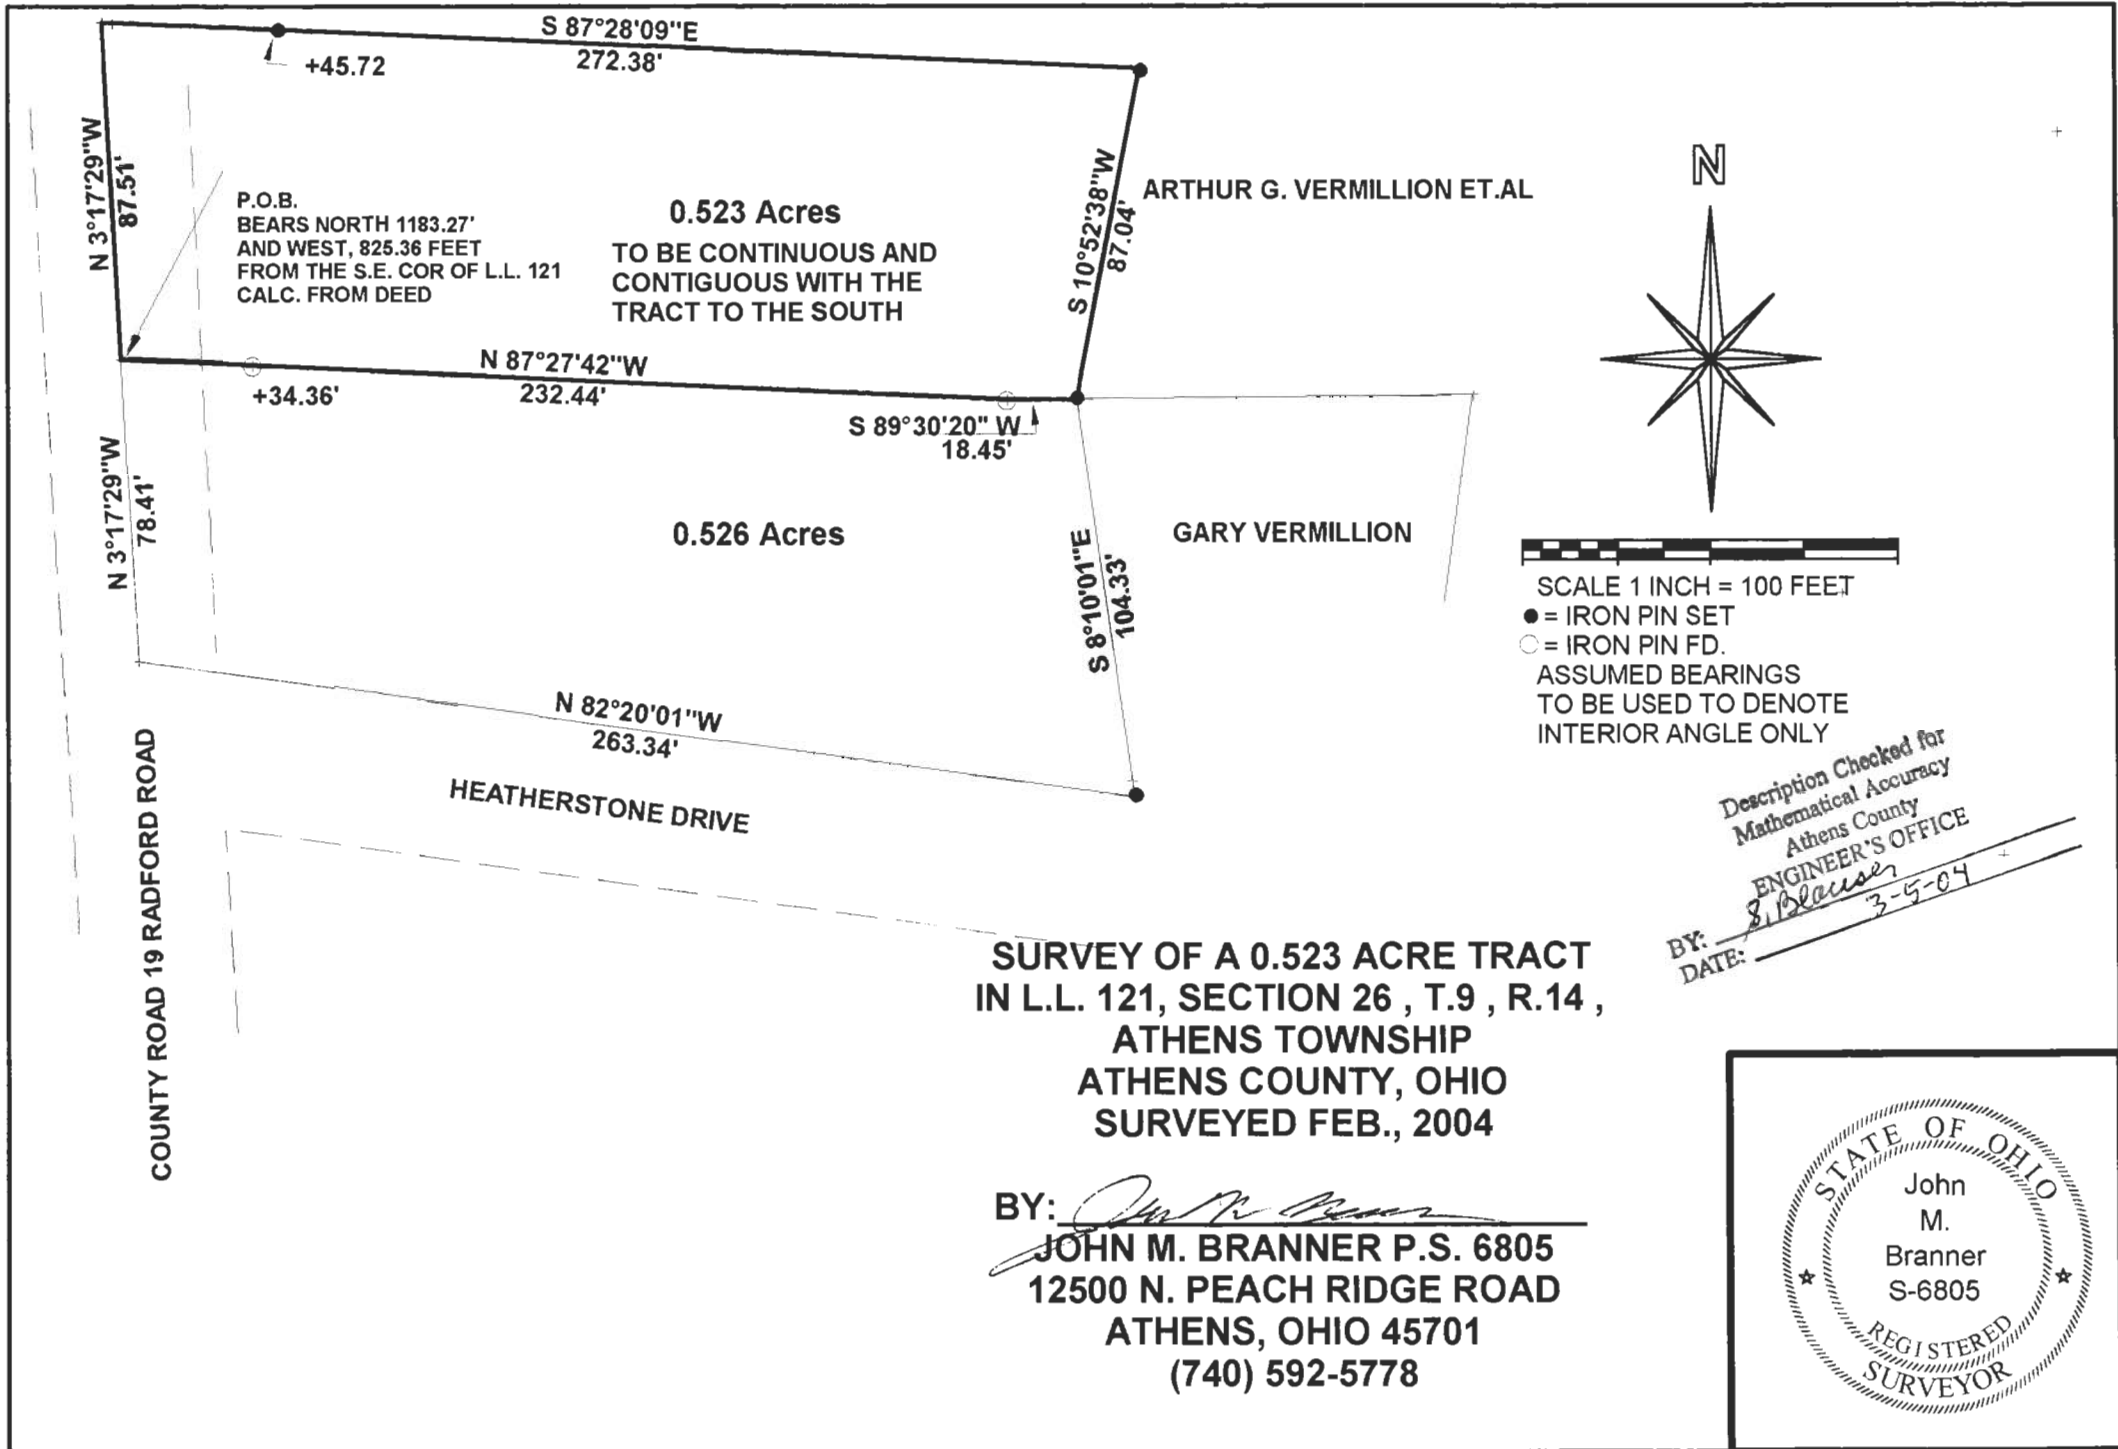 S 87°28'09"E
272.38'
+45.72
N 3°17'29"W
87.51'
P.O.B.
BEARS NORTH 1183.27'
AND WEST, 825.36 FEET
FROM THE S.E. COR OF L.L. 121
CALC. FROM DEED
0.523 Acres
TO BE CONTINUOUS AND
CONTIGUOUS WITH THE
TRACT TO THE SOUTH
S 10°52'38"W
87.04'
ARTHUR G. VERMILLION ET.AL
N
N 87°27'42"W
232.44'
+34.36'
S 89°30'20" W
18.45'
N 3°17'29"W
78.41'
0.526 Acres
S 8°10'01"E
104.33'
GARY VERMILLION
SCALE 1 INCH = 100 FEET
= IRON PIN SET
= IRON PIN FD.
ASSUMED BEARINGS
TO BE USED TO DENOTE
INTERIOR ANGLE ONLY
N 82°20'01"W
263.34'
HEATHERSTONE DRIVE
COUNTY ROAD 19 RADFORD ROAD
Description Checked for
Mathematical Accuracy
Athens County
ENGINEER'S OFFICE
BY: S. Blauser
DATE: 3-5-04
SURVEY OF A 0.523 ACRE TRACT
IN L.L. 121, SECTION 26 , T.9 , R.14 ,
ATHENS TOWNSHIP
ATHENS COUNTY, OHIO
SURVEYED FEB., 2004
BY:
JOHN M. BRANNER P.S. 6805
12500 N. PEACH RIDGE ROAD
ATHENS, OHIO 45701
(740) 592-5778
STATE OF OHIO
John
M.
Branner
S-6805
REGISTERED
SURVEYOR